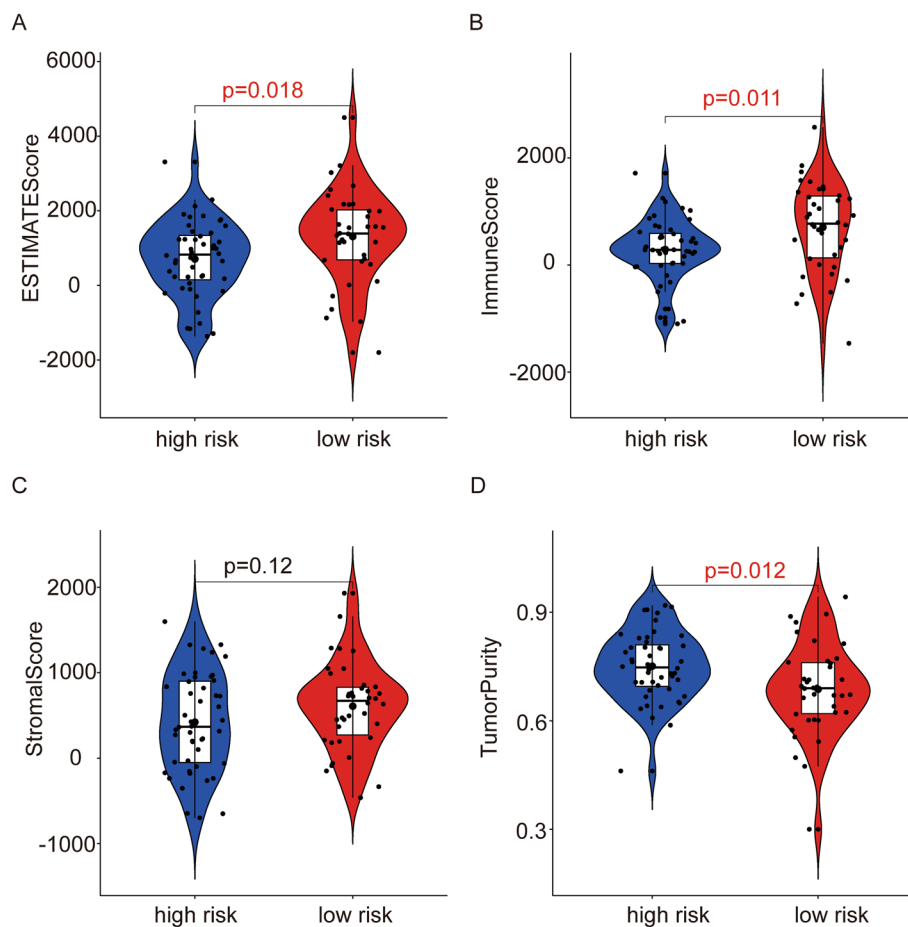 A
ESTIMATEScore
6000
4000
2000
0
-2000
p=0.018
high risk
low risk
B
ImmuneScore
2000
0
-2000
p=0.011
high risk
low risk
C
StromalScore
2000
1000
0
-1000
p=0.12
high risk
low risk
D
TumorPurity
0.9
0.6
0.3
p=0.012
high risk
low risk